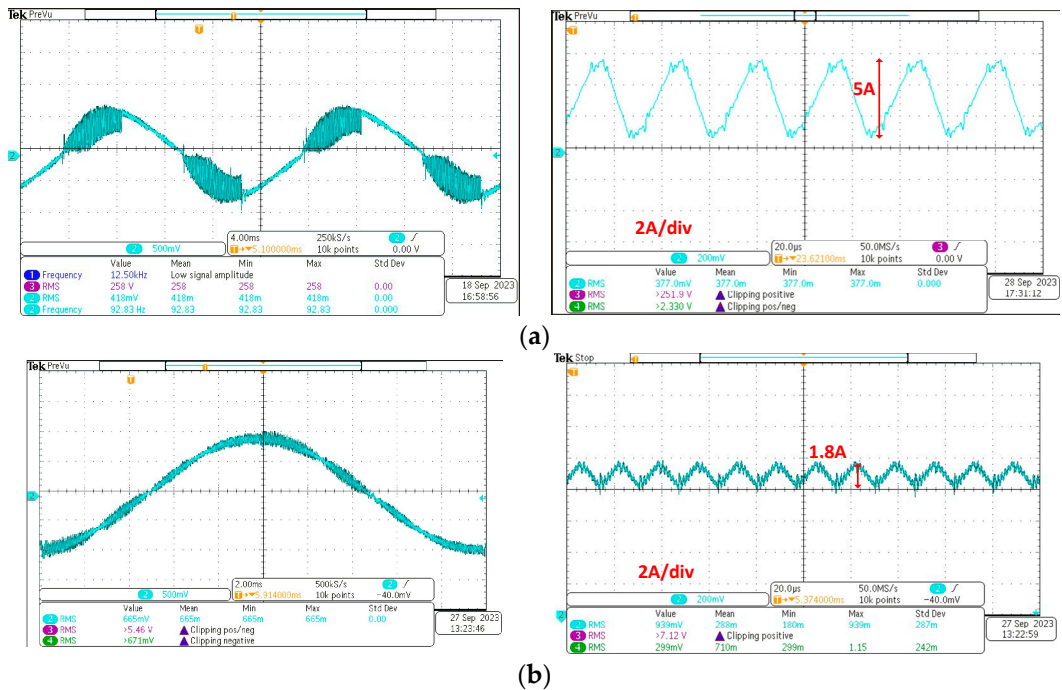 Tek PreVu
T
T
2
4.00ms 250kS/s 2
T→▼5.100000ms 10k points 0.00 V
2 500mV
Value Mean Min Max Std Dev
1 Frequency 12.50kHz Low signal amplitude
3 RMS 258 V 258 258 258 0.00
2 RMS 418mV 418m 418m 418m 0.00
2 Frequency 92.83 Hz 92.83 92.83 92.83 0.000
18 Sep 2023
16:58:56
Tek PreVu
T
T
5A
2
2A/div
2 200mV
20.0µs 50.0MS/s 3
T→▼23.62100ms 10k points 0.00 V
Value Mean Min Max Std Dev
2 RMS 377.0mV 377.0m 377.0m 377.0m 0.000
3 RMS >251.9 V Clipping positive
4 RMS >2.330 V Clipping pos/neg
28 Sep 2023
17:31:12
(a)
Tek PreVu
T
T
2
2 500mV
2.00ms 500kS/s 2
T→▼5.914000ms 10k points -40.0mV
Value Mean Min Max Std Dev
2 RMS 665mV 665m 665m 665m 0.00
3 RMS >5.46 V Clipping pos/neg
4 RMS >671mV Clipping negative
27 Sep 2023
13:23:46
Tek Stop
T
T
1.8A
2A/div
2 200mV
20.0µs 50.0MS/s 2
T→▼5.374000ms 10k points -40.0mV
Value Mean Min Max Std Dev
2 RMS 939mV 288m 180m 939m 287m
3 RMS >7.12 V Clipping positive
4 RMS 299mV 710m 299m 1.15 242m
27 Sep 2023
13:22:59
(b)